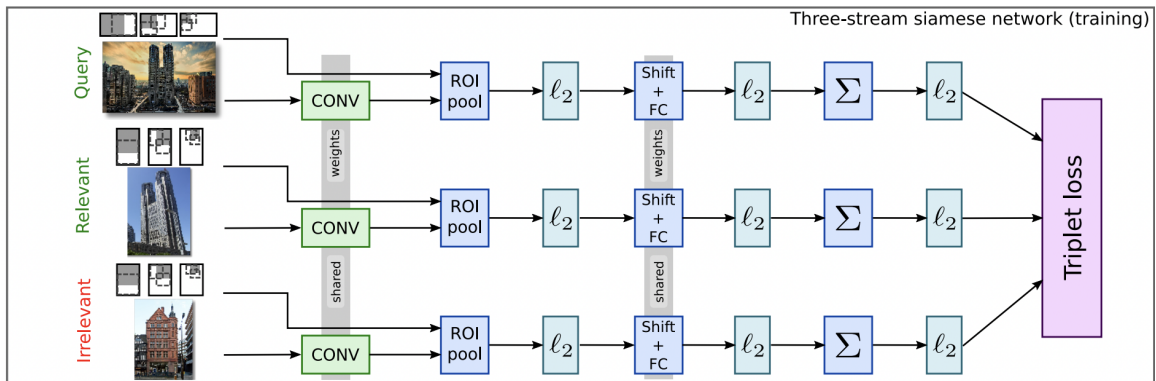 Three-stream siamese network (training)
Query
CONV
ROI
pool
ℓ2
Shift
+
FC
ℓ2
Σ
ℓ2
weights
weights
Relevant
CONV
ROI
pool
ℓ2
Shift
+
FC
ℓ2
Σ
ℓ2
Triplet loss
shared
shared
Irrelevant
CONV
ROI
pool
ℓ2
Shift
+
FC
ℓ2
Σ
ℓ2